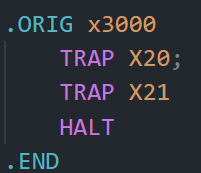 .ORIG x3000
TRAP X20;
TRAP X21
HALT
.END